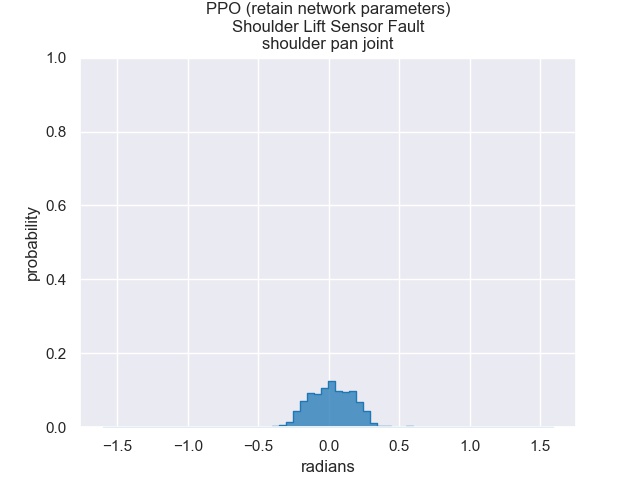 PPO (retain network parameters)
Shoulder Lift Sensor Fault
shoulder pan joint
1.0
0.8
0.6
0.4
0.2
0.0
probability
−1.5 −1.0 −0.5 0.0 0.5 1.0 1.5
radians